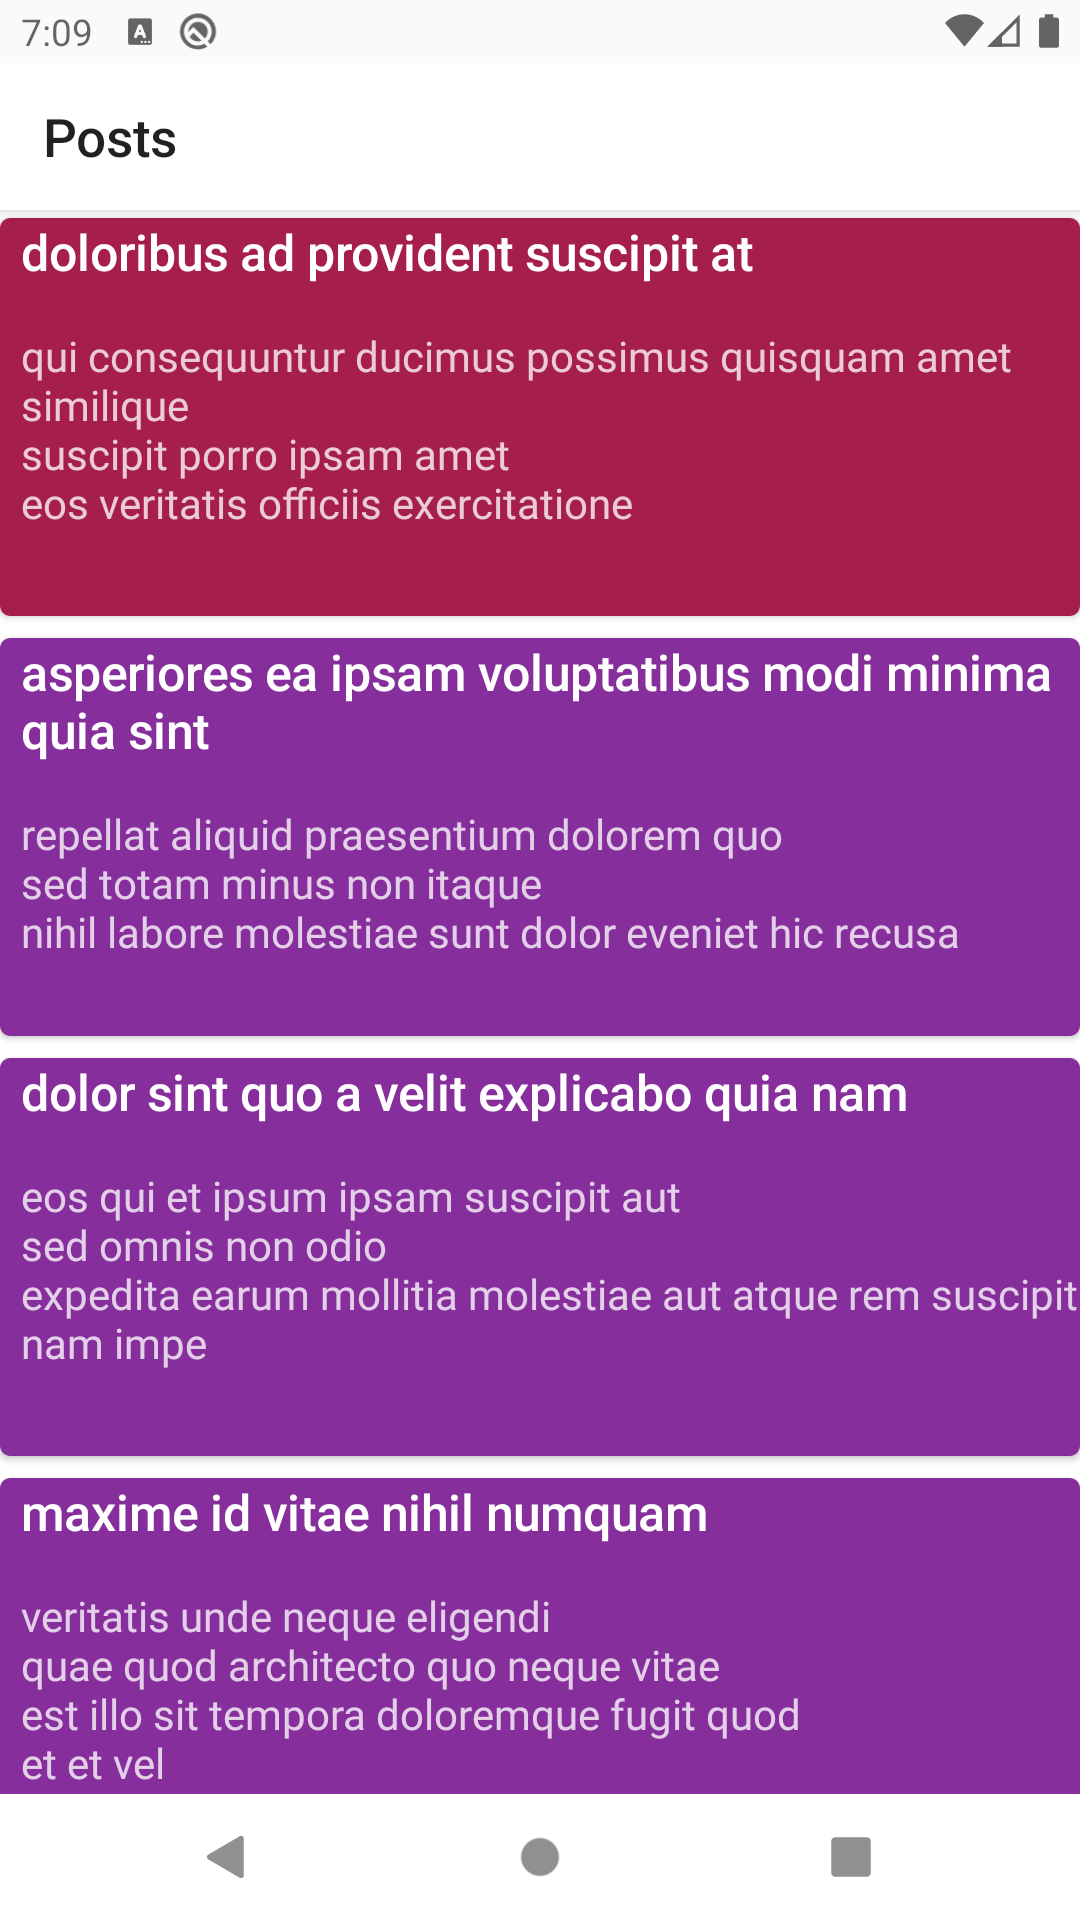 7:09
A
Posts
doloribus ad provident suscipit at
qui consequuntur ducimus possimus quisquam amet
similique
suscipit porro ipsam amet
eos veritatis officiis exercitatione
asperiores ea ipsam voluptatibus modi minima
quia sint
repellat aliquid praesentium dolorem quo
sed totam minus non itaque
nihil labore molestiae sunt dolor eveniet hic recusa
dolor sint quo a velit explicabo quia nam
eos qui et ipsum ipsam suscipit aut
sed omnis non odio
expedita earum mollitia molestiae aut atque rem suscipit
nam impe
maxime id vitae nihil numquam
veritatis unde neque eligendi
quae quod architecto quo neque vitae
est illo sit tempora doloremque fugit quod
et et vel